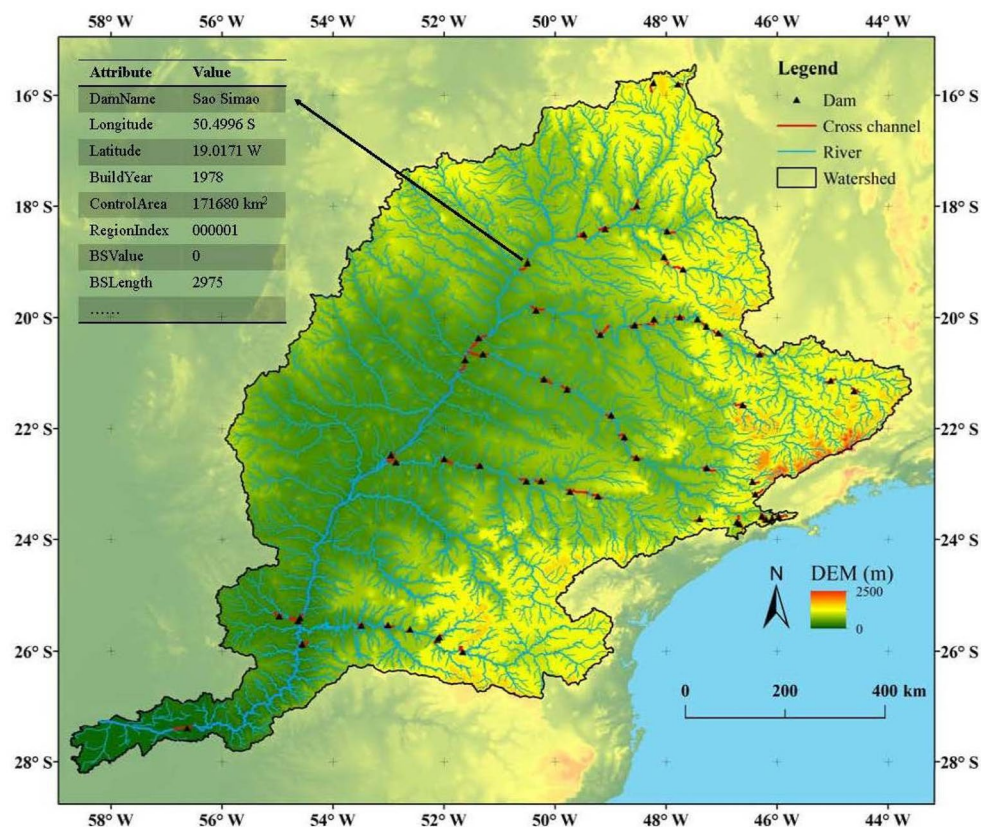 58° W 56° W 54° W 52° W 50° W 48° W 46° W 44° W
Attribute Value
DamName Sao Simao
Longitude 50.4996 S
Latitude 19.0171 W
BuildYear 1978
ControlArea 171680 km²
RegionIndex 000001
BSValue 0
BSLength 2975
……
Legend
Dam
Cross channel
River
Watershed
16° S 16° S
18° S 18° S
20° S 20° S
22° S 22° S
24° S 24° S
26° S 26° S
28° S 28° S
N
DEM (m)
2500
0
0 200 400 km
58° W 56° W 54° W 52° W 50° W 48° W 46° W 44° W